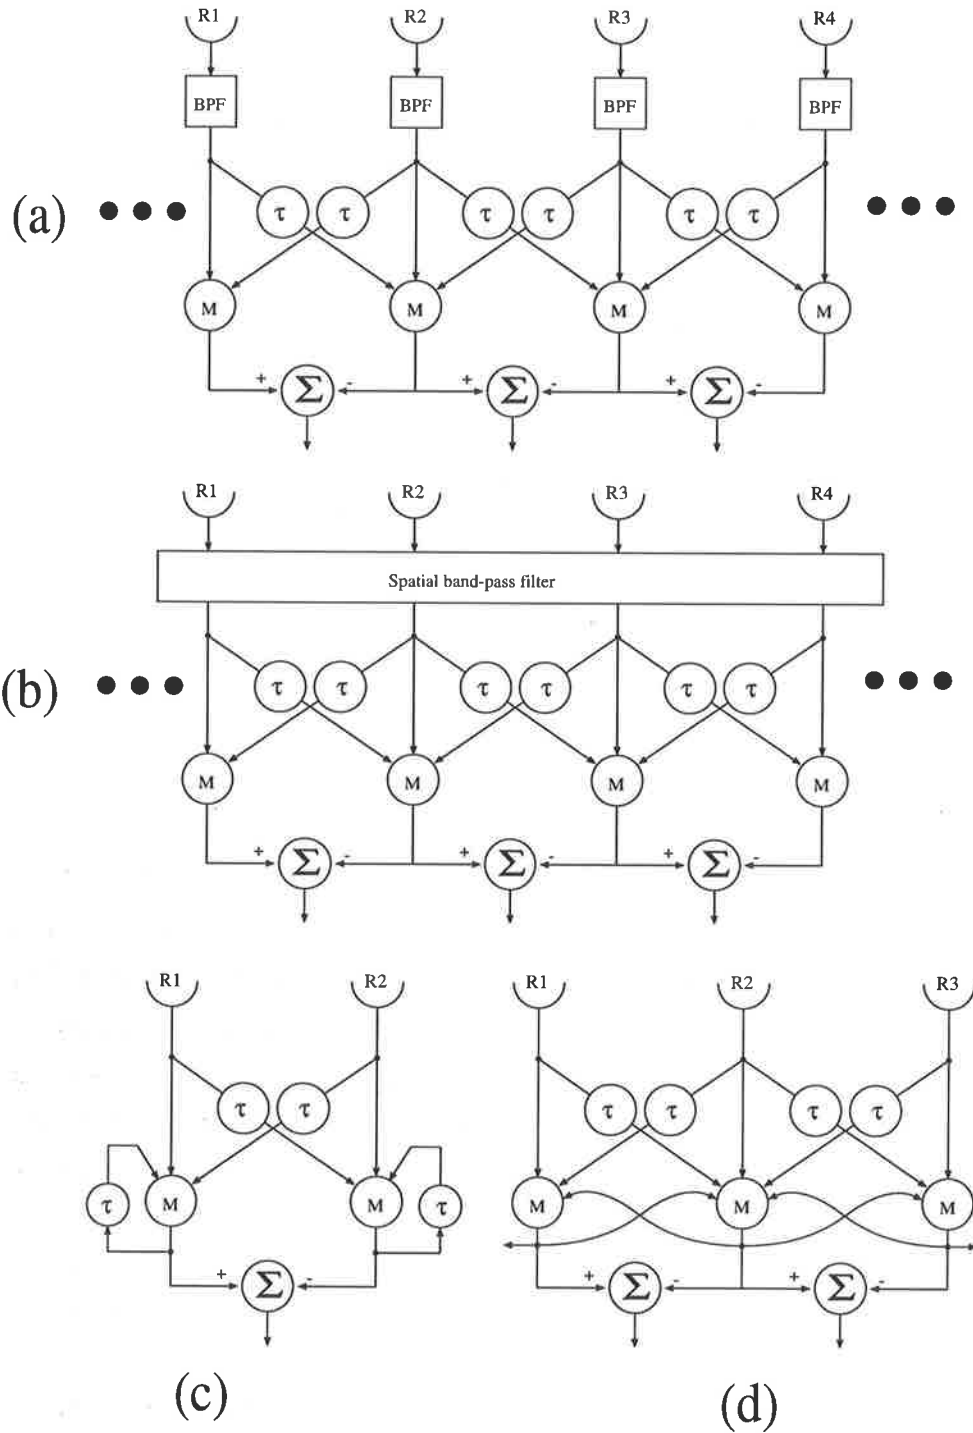 R1 R2 R3 R4
BPF BPF BPF BPF
(a) τ τ τ τ τ τ
M M M M
+ Σ - + Σ - + Σ -
R1 R2 R3 R4
Spatial band-pass filter
(b) τ τ τ τ τ τ
M M M M
+ Σ - + Σ - + Σ -
R1 R2 R1 R2 R3
τ τ τ τ τ τ
τ M M τ M M M
+ Σ - + Σ - + Σ -
(c) (d)